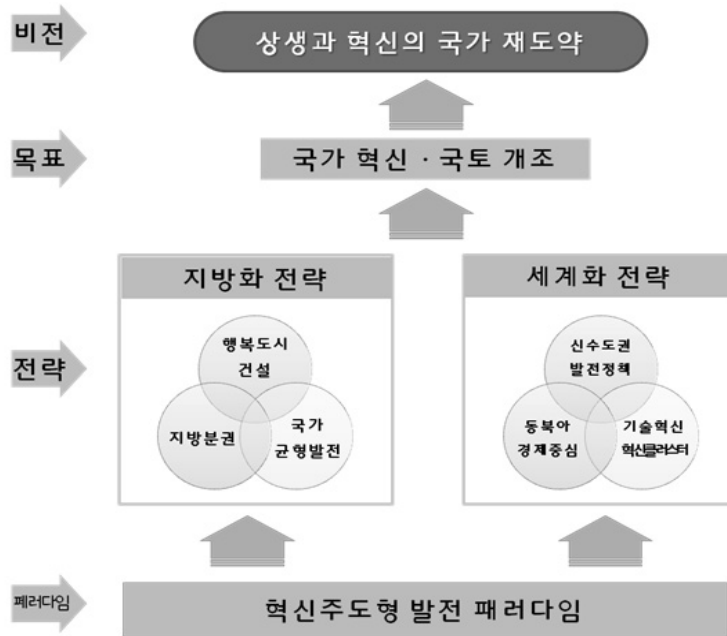 비전
상생과 혁신의 국가 재도약
목표
국가 혁신 · 국토 개조
전략
지방화 전략
행복도시
건설
지방분권
국가
균형발전
세계화 전략
신수도권
발전정책
동북아
경제중심
기술혁신
혁신클러스터
폐러다임
혁신주도형 발전 패러다임